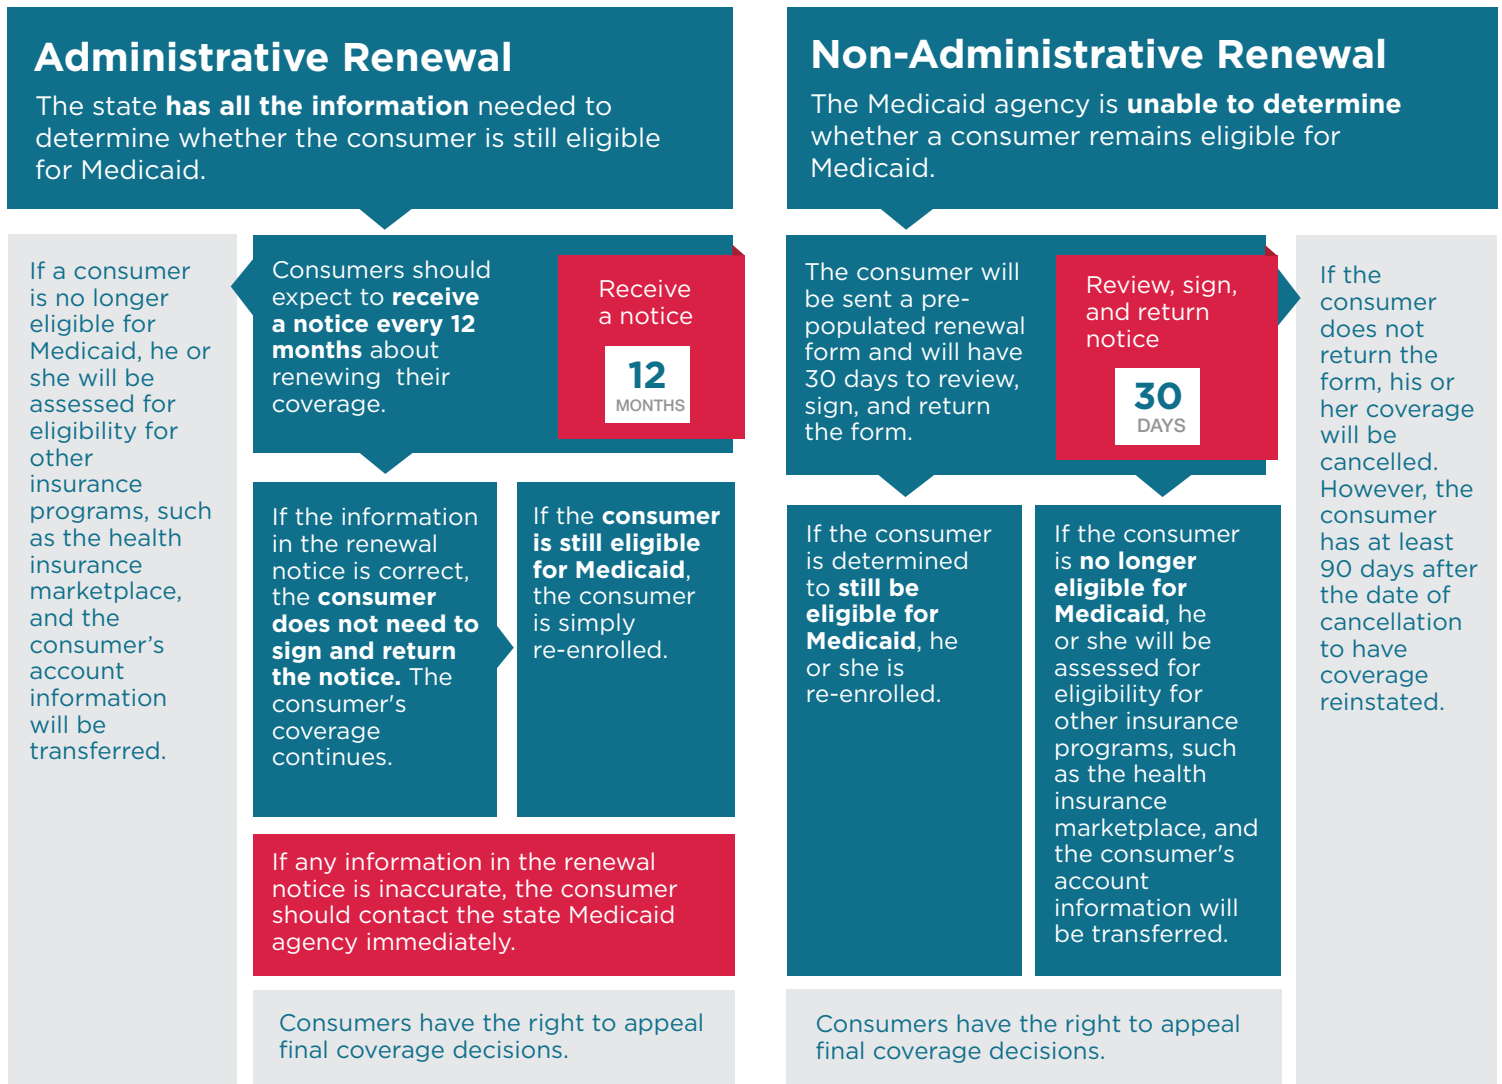 Administrative Renewal
The state has all the information needed to
determine whether the consumer is still eligible
for Medicaid.
If a consumer
is no longer
eligible for
Medicaid, he or
she will be
assessed for
eligibility for
other
insurance
programs, such
as the health
insurance
marketplace,
and the
consumer’s
account
information
will be
transferred.
Consumers should
expect to receive
a notice every 12
months about
renewing their
coverage.
Receive
a notice
12
MONTHS
If the information
in the renewal
notice is correct,
the consumer
does not need to
sign and return
the notice. The
consumer's
coverage
continues.
If the consumer
is still eligible
for Medicaid,
the consumer
is simply
re-enrolled.
If any information in the renewal
notice is inaccurate, the consumer
should contact the state Medicaid
agency immediately.
Consumers have the right to appeal
final coverage decisions.
Non-Administrative Renewal
The Medicaid agency is unable to determine
whether a consumer remains eligible for
Medicaid.
The consumer will
be sent a pre-
populated renewal
form and will have
30 days to review,
sign, and return
the form.
Review, sign,
and return
notice
30
DAYS
If the consumer
is determined
to still be
eligible for
Medicaid, he
or she is
re-enrolled.
If the consumer
is no longer
eligible for
Medicaid, he
or she will be
assessed for
eligibility for
other insurance
programs, such
as the health
insurance
marketplace, and
the consumer's
account
information will
be transferred.
If the
consumer
does not
return the
form, his or
her coverage
will be
cancelled.
However, the
consumer
has at least
90 days after
the date of
cancellation
to have
coverage
reinstated.
Consumers have the right to appeal
final coverage decisions.